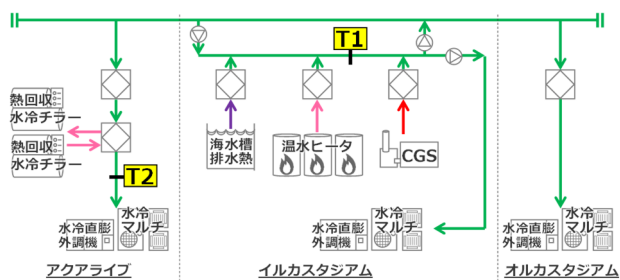 T1
熱回収
水冷チラー
熱回収
水冷チラー
海水槽
排水熱
温水ヒータ
CGS
T2
水冷直膨
外調機
水冷
マルチ
水冷直膨
外調機
水冷
マルチ
水冷直膨
外調機
水冷
マルチ
アクアライブ
イルカスタジアム
オルカスタジアム